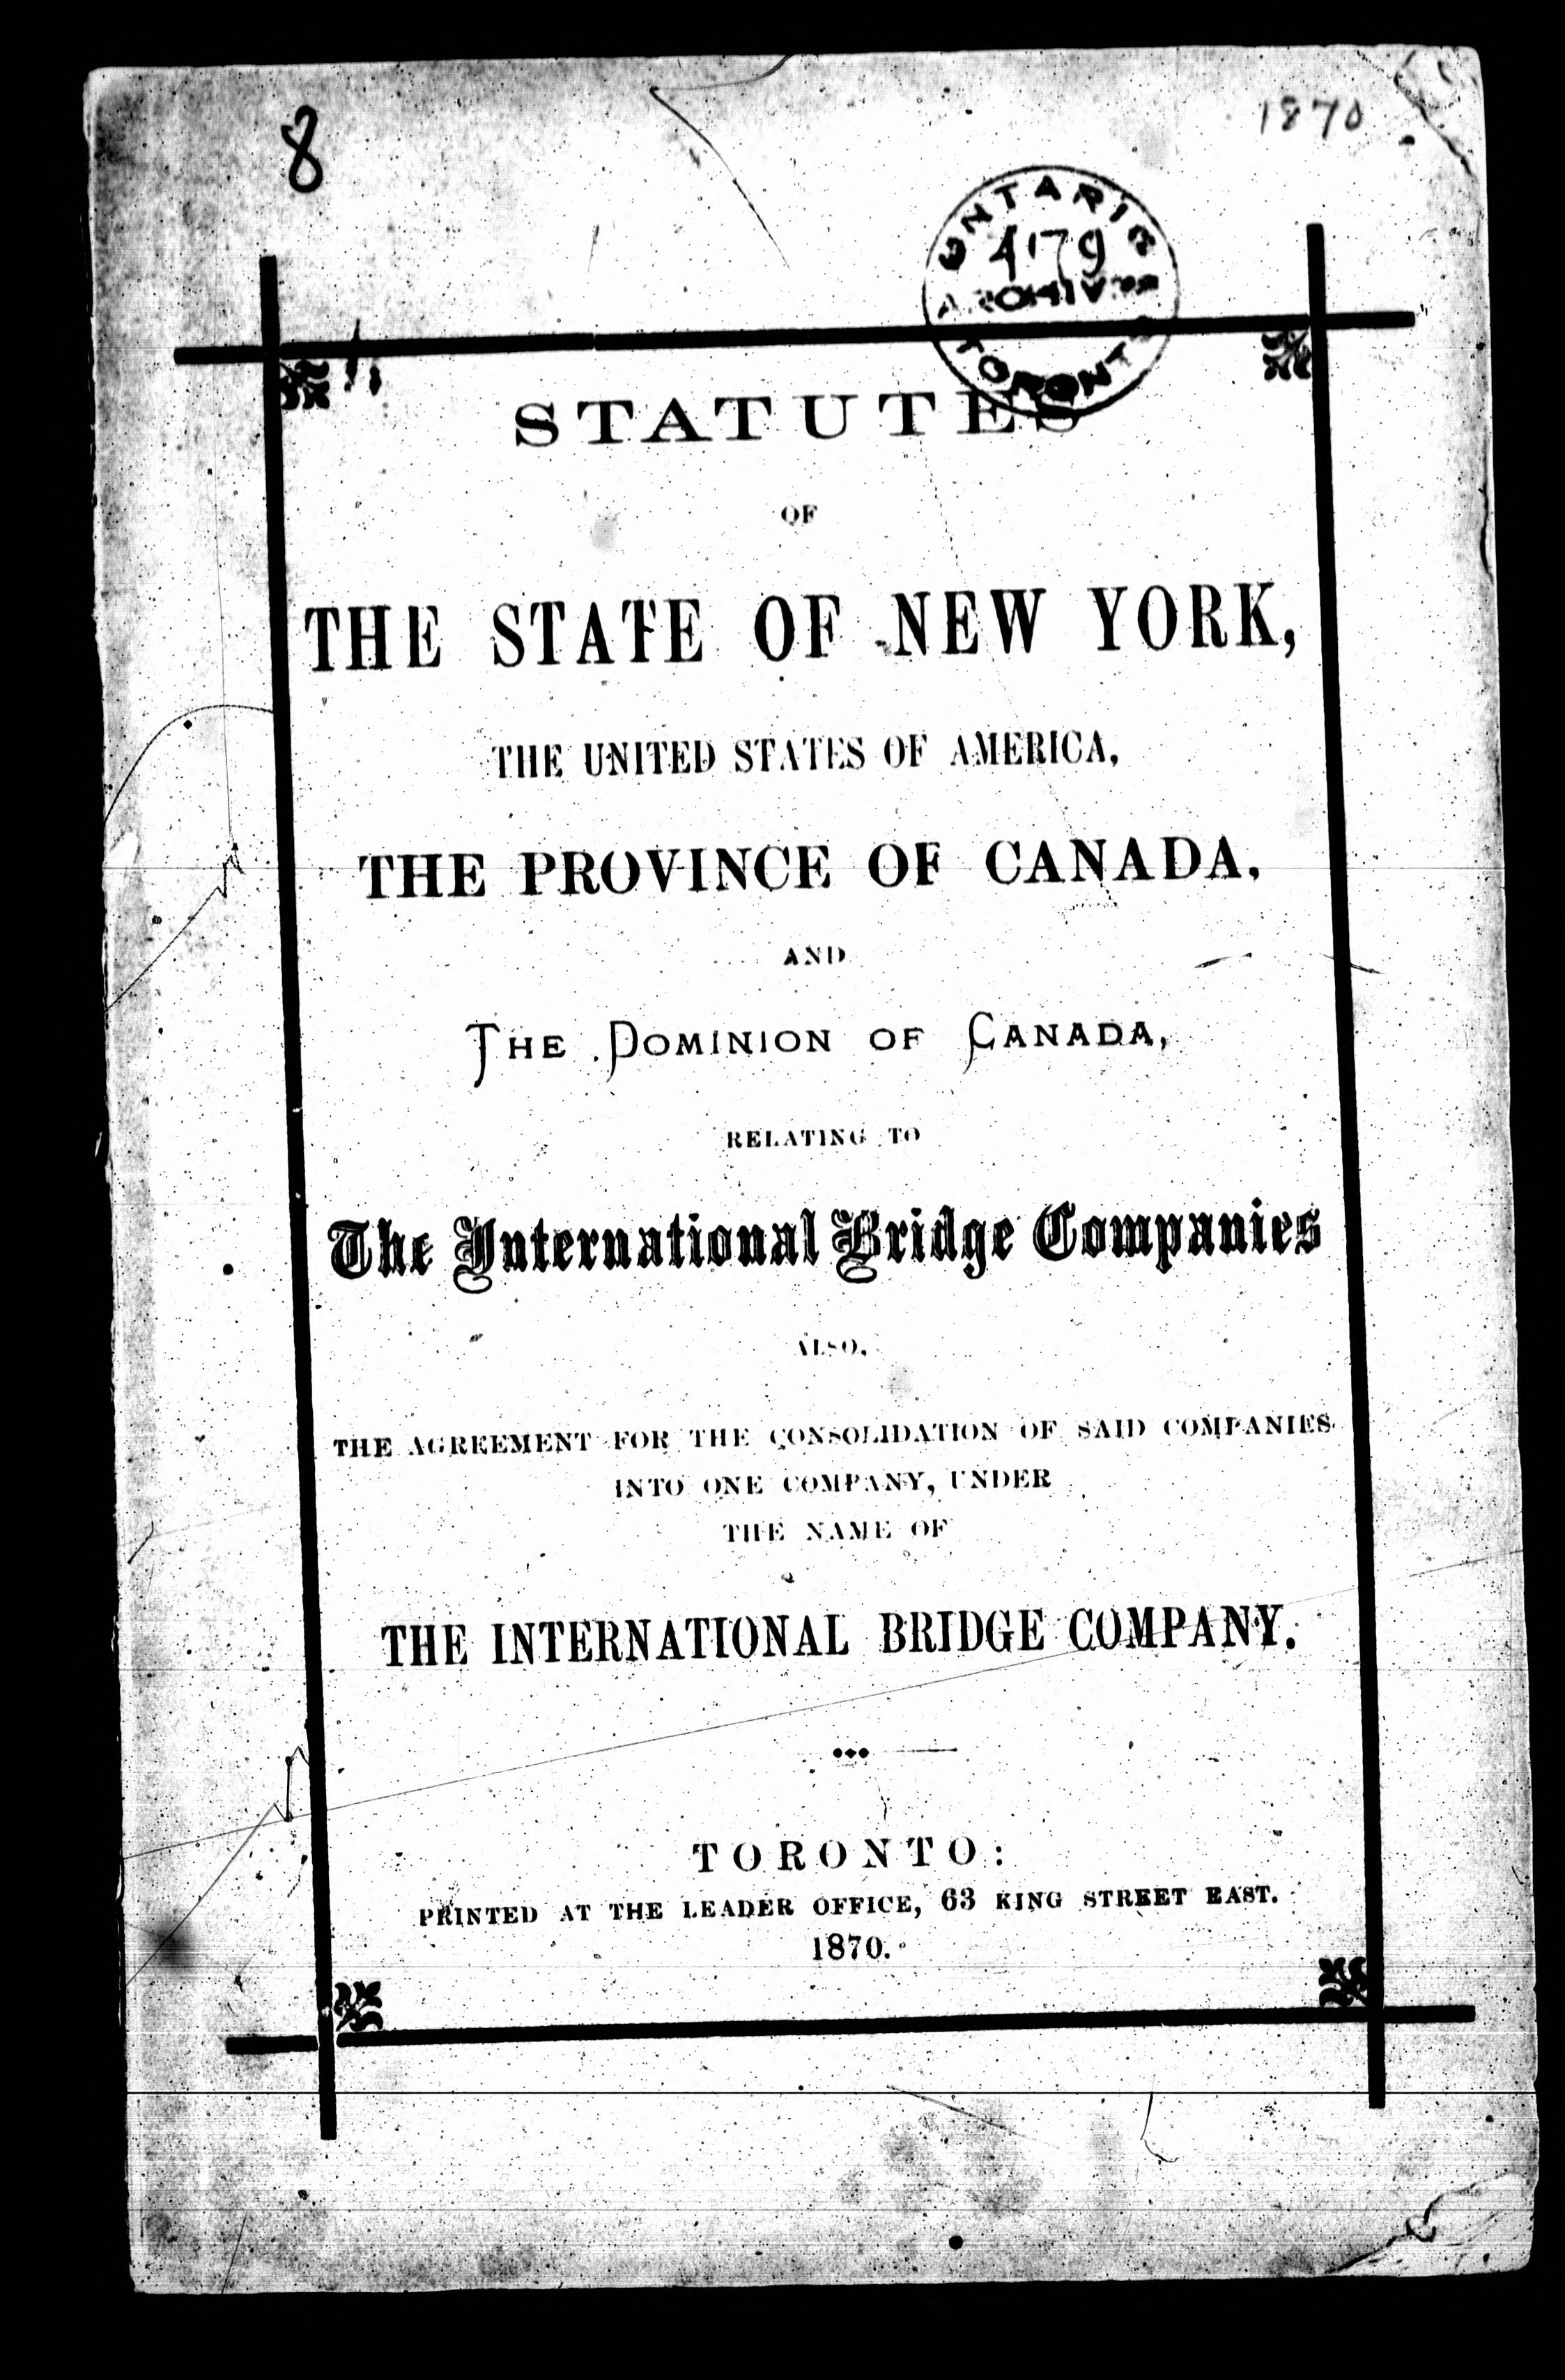 8
1870
ONTARIO
4179
ARCHIVES
TORONTO
STATUTES
OF
THE STATE OF NEW YORK,
THE UNITED STATES OF AMERICA,
THE PROVINCE OF CANADA,
AND
THE DOMINION OF CANADA,
RELATING TO
The International Bridge Companies
ALSO,
THE AGREEMENT FOR THE CONSOLIDATION OF SAID COMPANIES
INTO ONE COMPANY, UNDER
THE NAME OF
THE INTERNATIONAL BRIDGE COMPANY.
TORONTO:
PRINTED AT THE LEADER OFFICE, 63 KING STREET EAST.
1870.